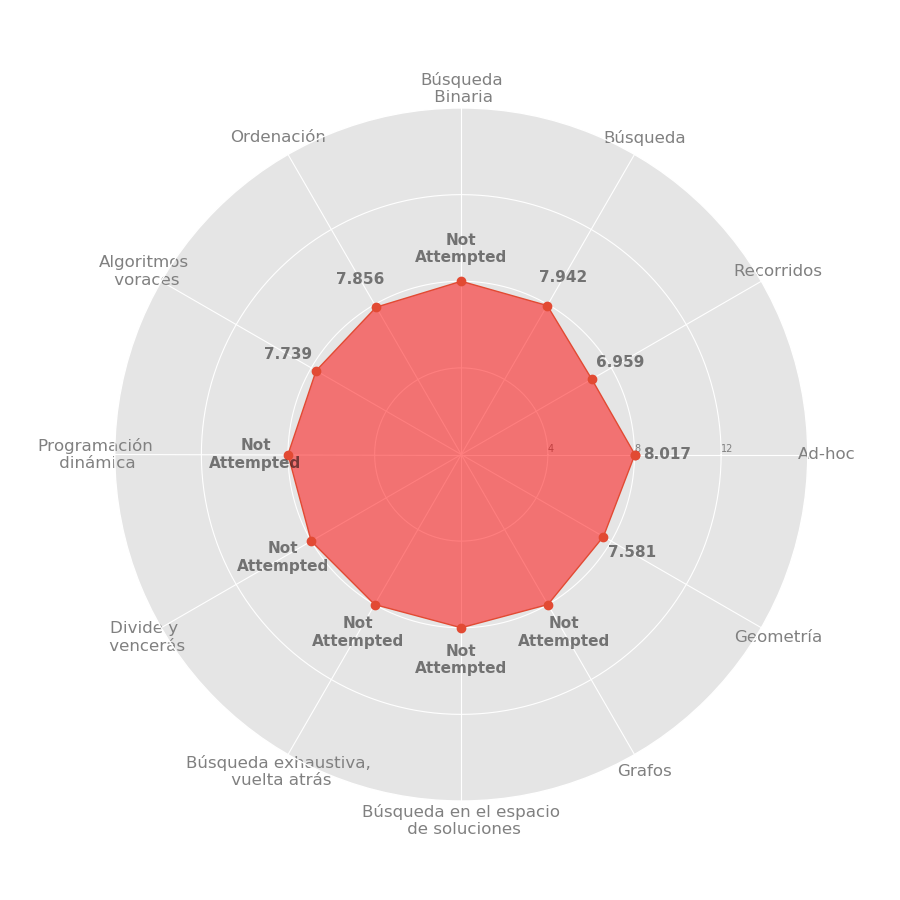 Búsqueda
Binaria
Ordenación
Búsqueda
Not
Attempted
Algoritmos
voraces
7.856
7.942
Recorridos
7.739
6.959
Programación
dinámica
Not
Attempted
4
8
12
8.017
Ad-hoc
Not
Attempted
7.581
Divide y
vencerás
Not
Attempted
Not
Attempted
Not
Attempted
Geometría
Búsqueda exhaustiva,
vuelta atrás
Grafos
Búsqueda en el espacio
de soluciones